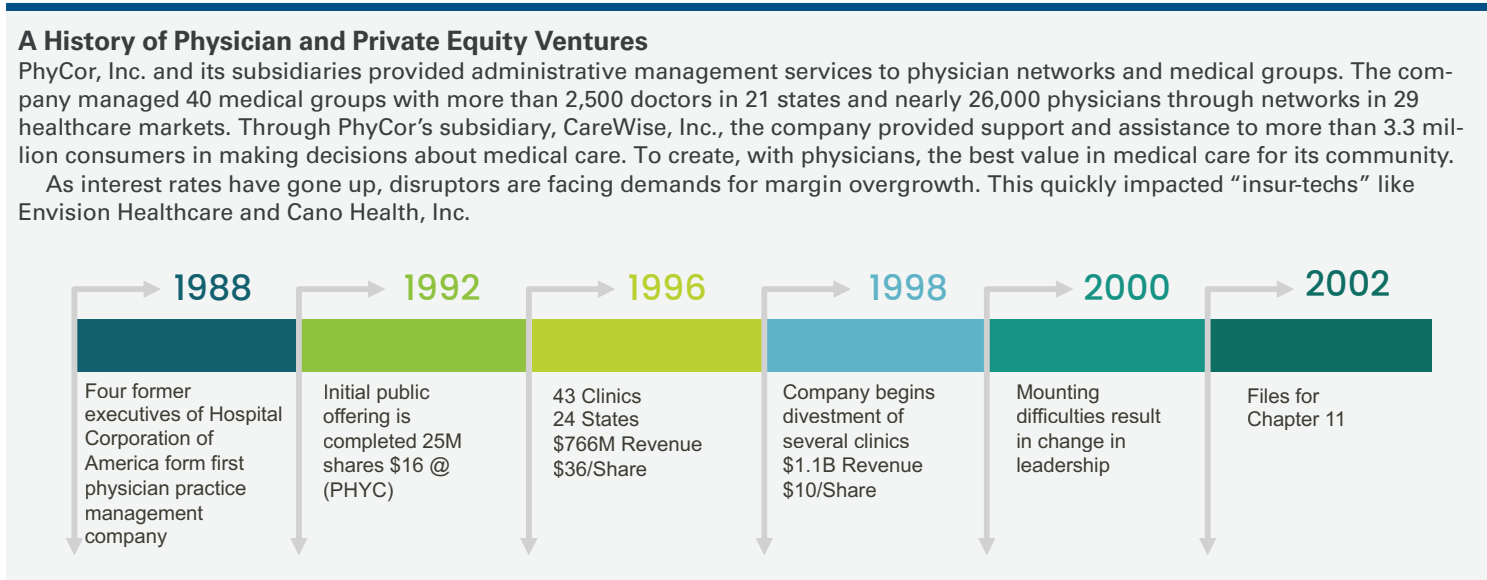 A History of Physician and Private Equity Ventures
PhyCor, Inc. and its subsidiaries provided administrative management services to physician networks and medical groups. The com-
pany managed 40 medical groups with more than 2,500 doctors in 21 states and nearly 26,000 physicians through networks in 29
healthcare markets. Through PhyCor's subsidiary, CareWise, Inc., the company provided support and assistance to more than 3.3 mil-
lion consumers in making decisions about medical care. To create, with physicians, the best value in medical care for its community.
As interest rates have gone up, disruptors are facing demands for margin overgrowth. This quickly impacted “insur-techs” like
Envision Healthcare and Cano Health, Inc.
1988
Four former
executives of Hospital
Corporation of
America form first
physician practice
management
company
1992
Initial public
offering is
completed 25M
shares $16 @
(PHYC)
1996
43 Clinics
24 States
$766M Revenue
$36/Share
1998
Company begins
divestment of
several clinics
$1.1B Revenue
$10/Share
2000
Mounting
difficulties result
in change in
leadership
2002
Files for
Chapter 11